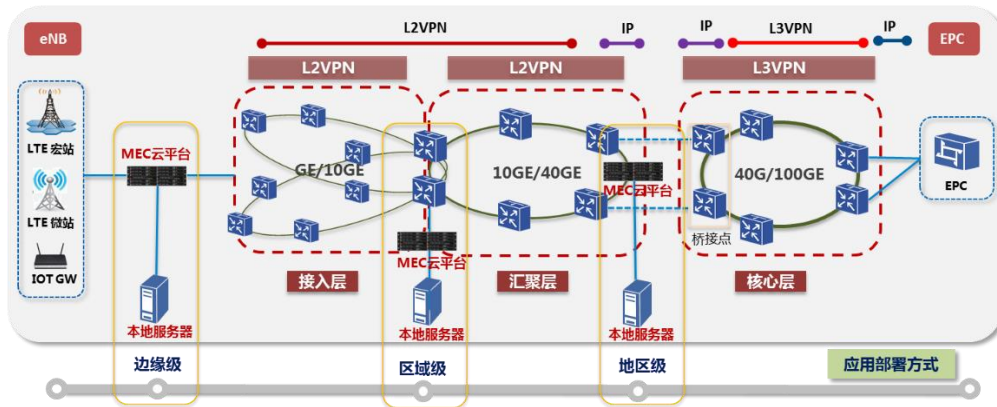 eNB
L2VPN
IP
IP
L3VPN
IP
EPC
L2VPN
L2VPN
L3VPN
LTE 宏站
LTE 微站
IOT GW
MEC云平台
GE/10GE
10GE/40GE
MEC云平台
40G/100GE
EPC
MEC云平台
桥接点
接入层
汇聚层
核心层
本地服务器
本地服务器
本地服务器
边缘级
区域级
地区级
应用部署方式